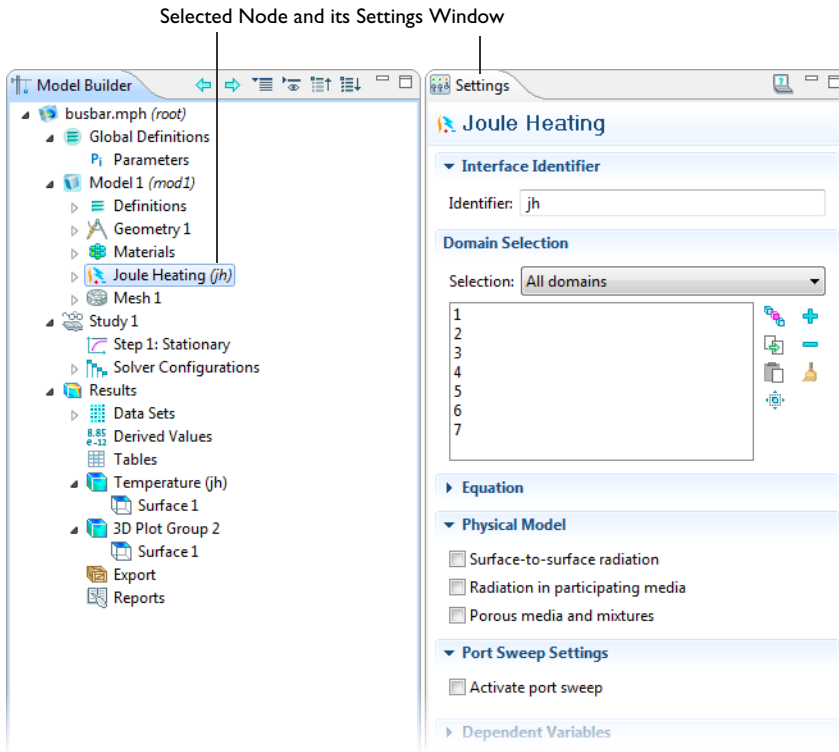 Selected Node and its Settings Window
Model Builder
busbar.mph (root)
Global Definitions
Pi Parameters
Model 1 (mod1)
Definitions
Geometry 1
Materials
Joule Heating (jh)
Mesh 1
Study 1
Step 1: Stationary
Solver Configurations
Results
Data Sets
8.85
e-12 Derived Values
Tables
Temperature (jh)
Surface 1
3D Plot Group 2
Surface 1
Export
Reports
Settings
Joule Heating
Interface Identifier
Identifier: jh
Domain Selection
Selection: All domains
1
2
3
4
5
6
7
Equation
Physical Model
Surface-to-surface radiation
Radiation in participating media
Porous media and mixtures
Port Sweep Settings
Activate port sweep
Dependent Variables